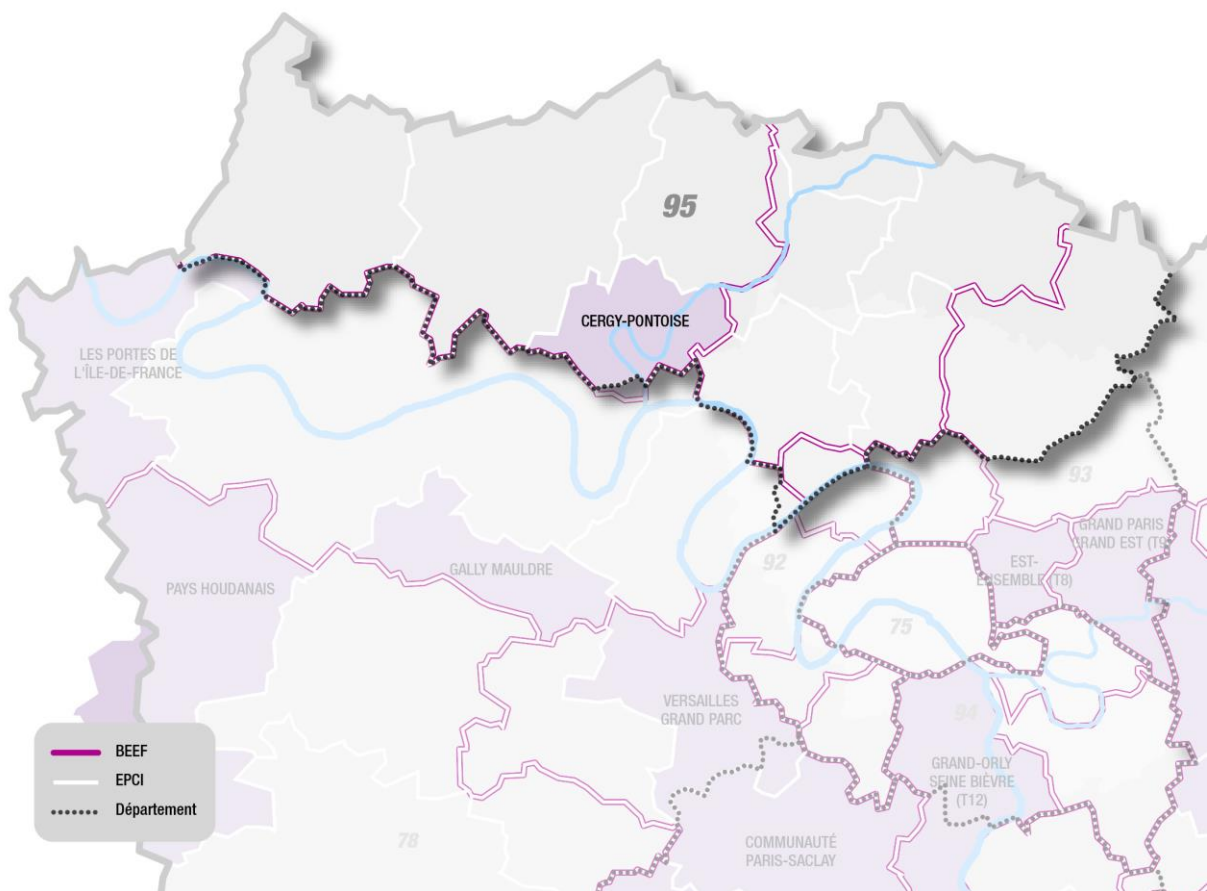 95
CERGY-PONTOISE
LES PORTES DE
L'ÎLE-DE-FRANCE
93
GRAND PARIS
GRAND EST (T9)
EST-
ENSEMBLE (T8)
92
GALLY MAULDRE
PAYS HOUDANAIS
75
VERSAILLES
GRAND PARC
94
GRAND-ORLY
SEINE BIÈVRE
(T12)
BEEF
EPCI
Département
78
COMMUNAUTÉ
PARIS-SACLAY